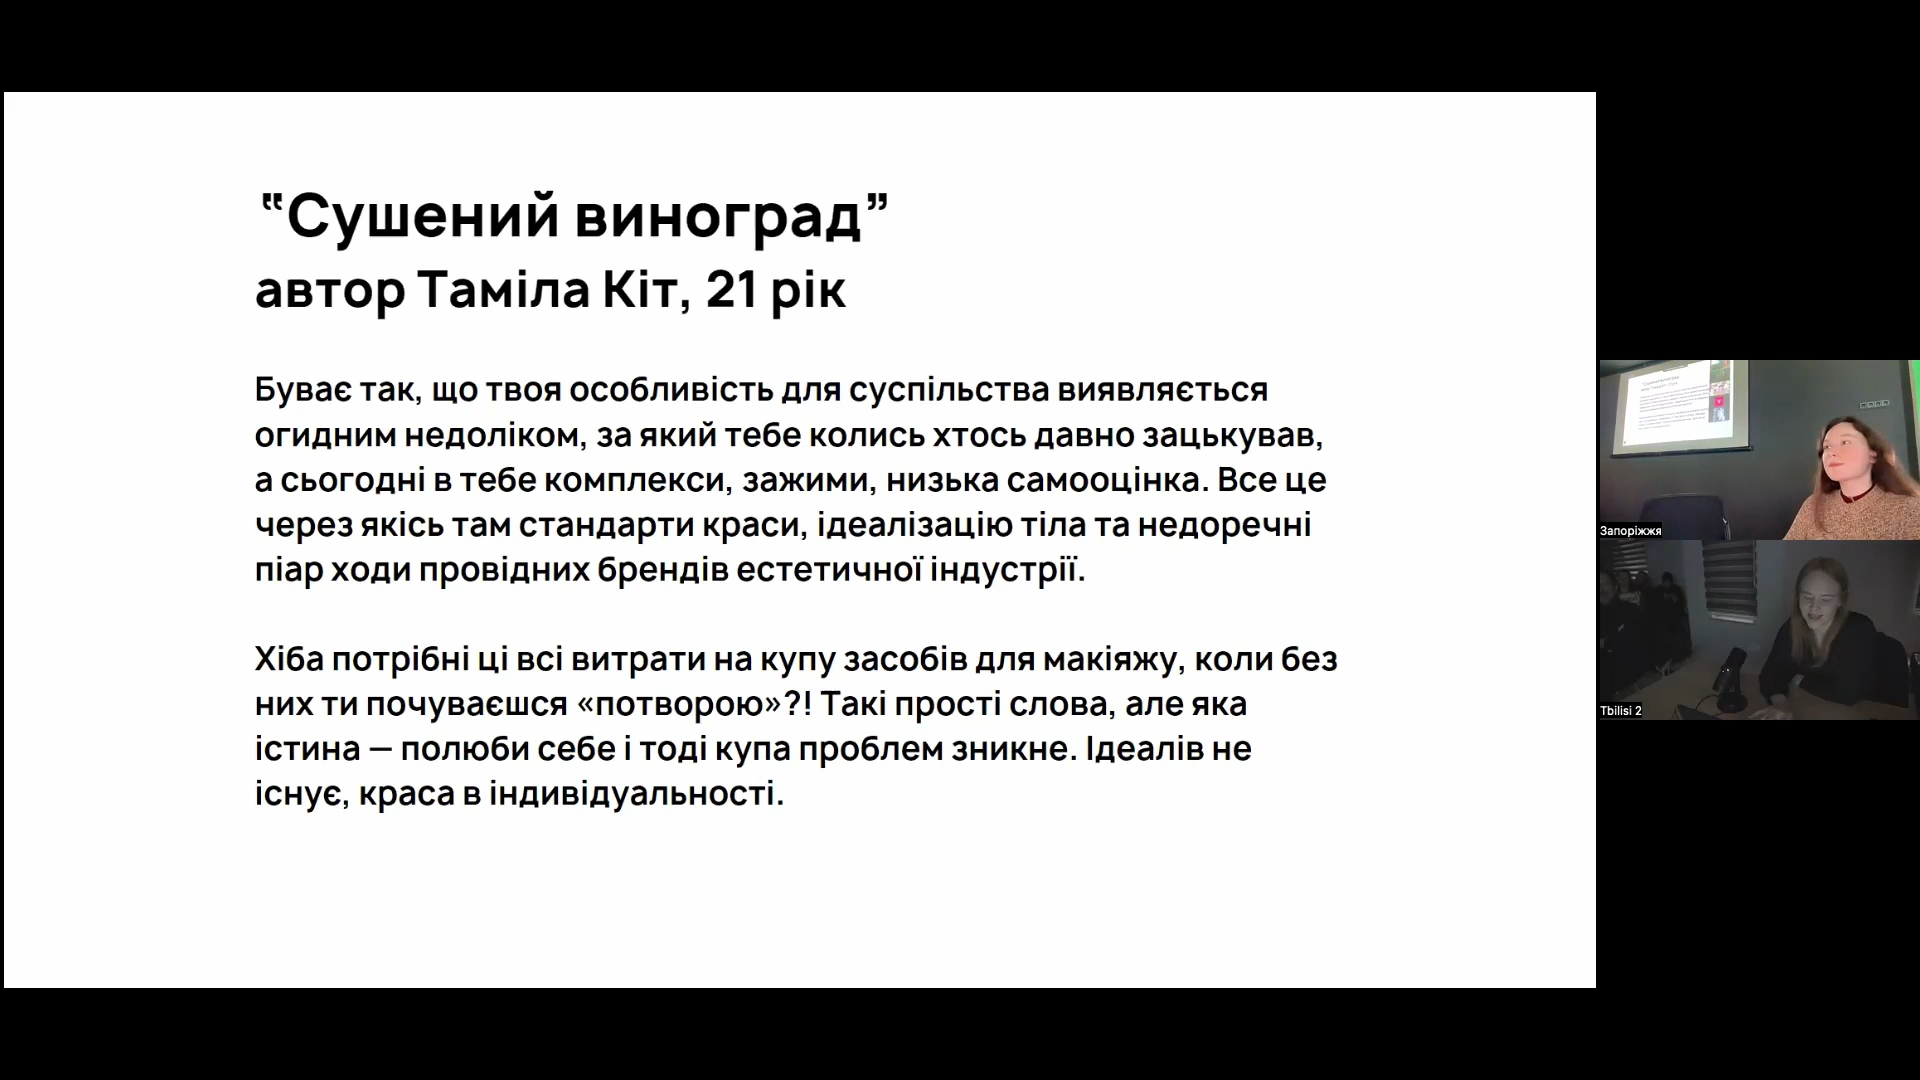 “Сушений виноград”
автор Таміла Кіт, 21 рік
Буває так, що твоя особливість для суспільства виявляється
огидним недоліком, за який тебе колись хтось давно зацькував,
а сьогодні в тебе комплекси, зажими, низька самооцінка. Все це
через якісь там стандарти краси, ідеалізацію тіла та недоречні
піар ходи провідних брендів естетичної індустрії.
Хіба потрібні ці всі витрати на купу засобів для макіяжу, коли без
них ти почуваєшся «потворою»?! Такі прості слова, але яка
істина — полюби себе і тоді купа проблем зникне. Ідеалів не
існує, краса в індивідуальності.
Запоріжжя
Tbilisi 2